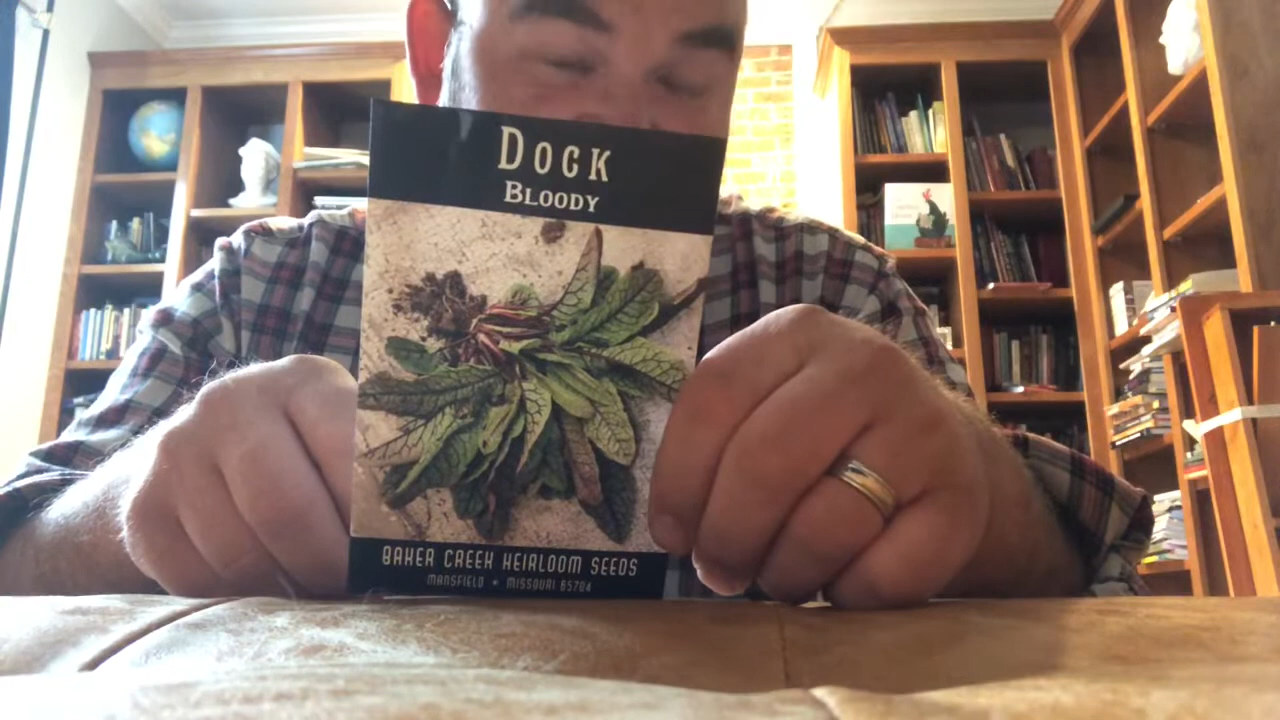 DOCK
BLOODY
BAKER CREEK HEIRLOOM SEEDS
MANSFIELD • MISSOURI 65704